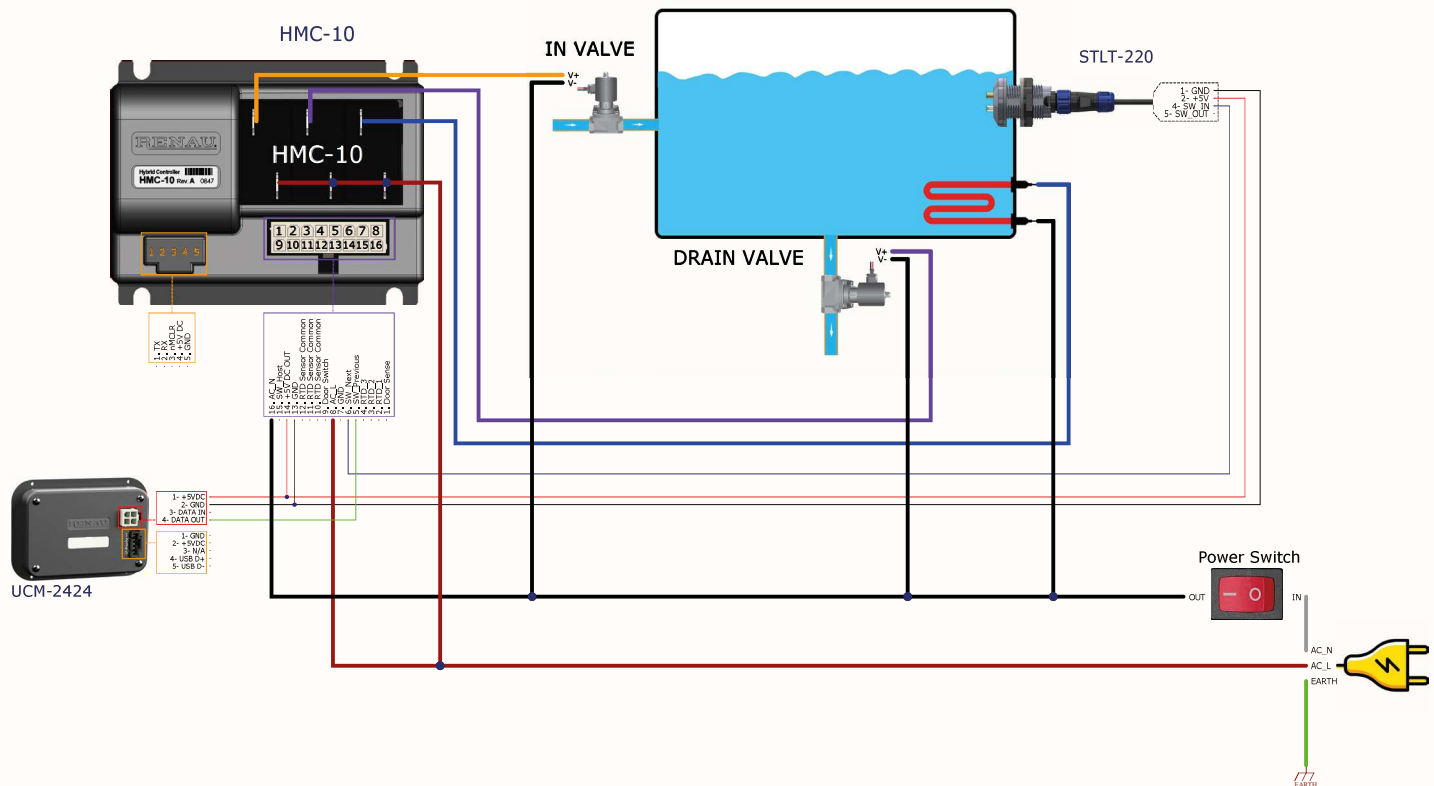 HMC-10
IN VALVE
V+
V-
STLT-220
1- GND
2- +5V
4- SW_IN
5- SW_OUT
RENAU
HMC-10
Hybrid Controller
HMC-10 Rev. A 0847
1 2 3 4 5 6 7 8
9 10 11 12 13 14 15 16
1 2 3 4 5
DRAIN VALVE
V+
V-
1. TX
2. RX
3. nMCLR
4. +5V DC
5. GND
16. AC_N
15. SW_Host
14. +5V DC OUT
13. GND
12. RTD Sensor Common
11. RTD Sensor Common
10. RTD Sensor Common
9. Door Switch
8. AC_L
7. GND
6. SW_Next
5. SW_Previous
4. RTD_3
3. RTD_2
2. RTD_1
1. Door Sense
RENAU
1- +5VDC
2- GND
3- DATA IN
4- DATA OUT
1- GND
2- +5VDC
3- N/A
4- USB D+
5- USB D-
UCM-2424
Power Switch
OUT
IN
AC_N
AC_L
EARTH
EARTH